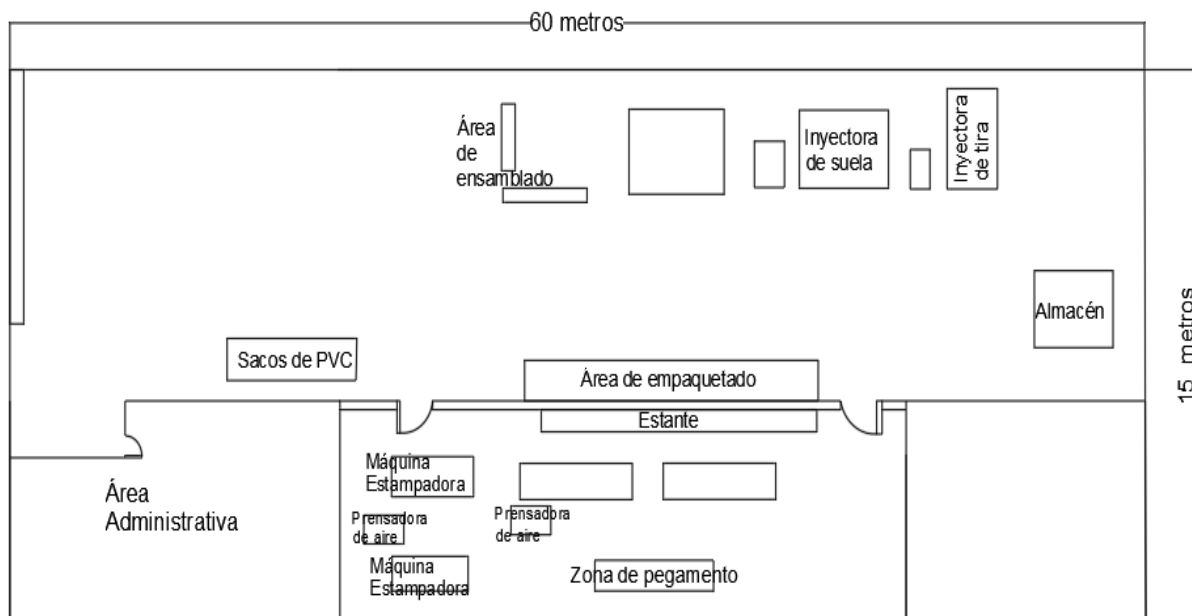 60 metros
Área
de
ensamblado
Inyectora
de suela
Inyectora
de tira
Almacén
15 metros
Sacos de PVC
Área de empaquetado
Estante
Máquina
Estampadora
Prensadora
de aire
Prensadora
de aire
Área
Administrativa
Máquina
Estampadora
Zona de pegamento